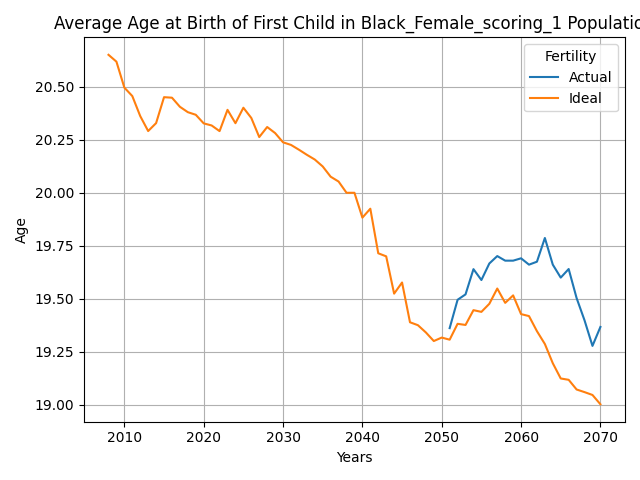 Average Age at Birth of First Child in Black_Female_scoring_1 Populatio
Fertility
Actual
Ideal
Age
20.50
20.25
20.00
19.75
19.50
19.25
19.00
2010 2020 2030 2040 2050 2060 2070
Years